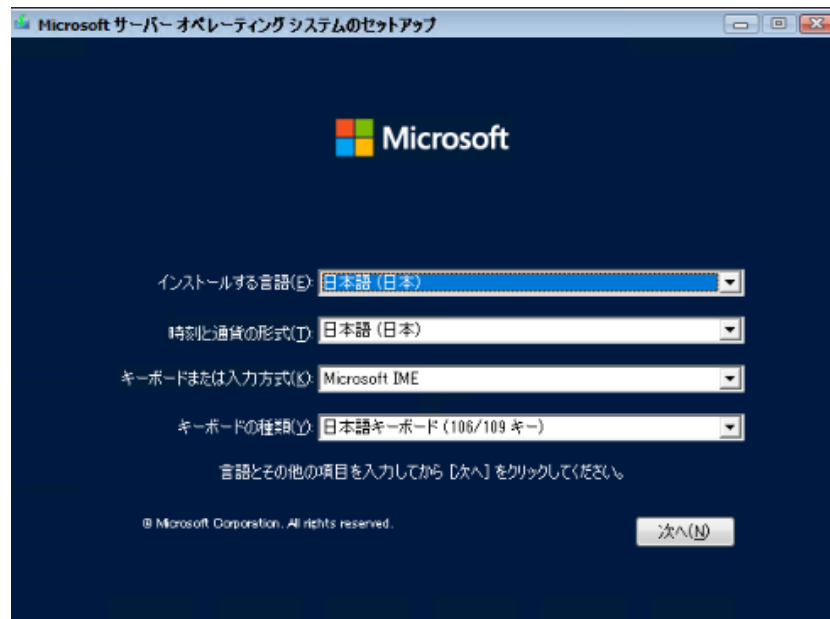 Microsoft サーバー オペレーティング システムのセットアップ
Microsoft
インストールする言語(E): 日本語 (日本)
時刻と通貨の形式(T): 日本語 (日本)
キーボードまたは入力方式(K): Microsoft IME
キーボードの種類(Y): 日本語キーボード (106/109 キー)
言語とその他の項目を入力してから [次へ] をクリックしてください。
© Microsoft Corporation. All rights reserved.
次へ(N)